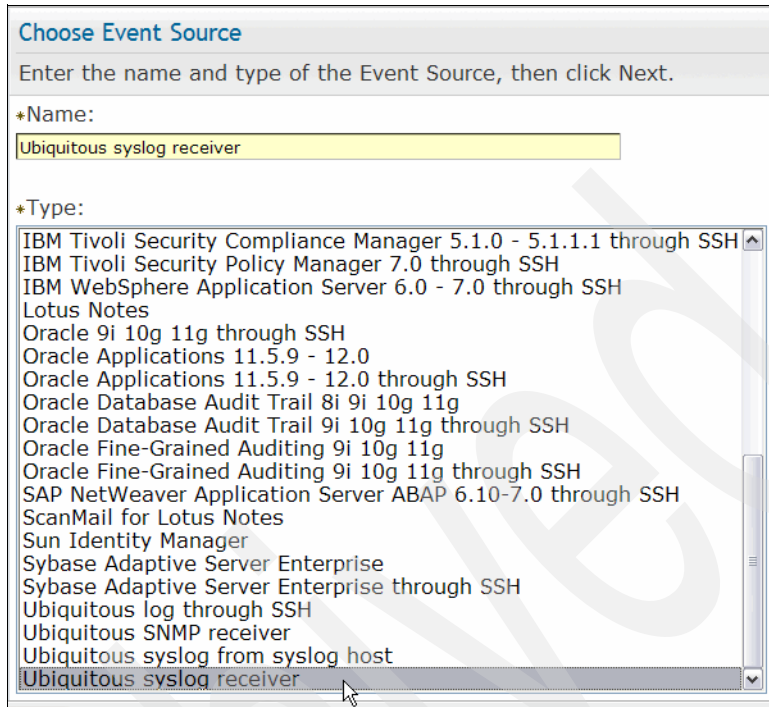 Choose Event Source
Enter the name and type of the Event Source, then click Next.
*Name:
Ubiquitous syslog receiver
*Type:
IBM Tivoli Security Compliance Manager 5.1.0 - 5.1.1.1 through SSH
IBM Tivoli Security Policy Manager 7.0 through SSH
IBM WebSphere Application Server 6.0 - 7.0 through SSH
Lotus Notes
Oracle 9i 10g 11g through SSH
Oracle Applications 11.5.9 - 12.0
Oracle Applications 11.5.9 - 12.0 through SSH
Oracle Database Audit Trail 8i 9i 10g 11g
Oracle Database Audit Trail 9i 10g 11g through SSH
Oracle Fine-Grained Auditing 9i 10g 11g
Oracle Fine-Grained Auditing 9i 10g 11g through SSH
SAP NetWeaver Application Server ABAP 6.10-7.0 through SSH
ScanMail for Lotus Notes
Sun Identity Manager
Sybase Adaptive Server Enterprise
Sybase Adaptive Server Enterprise through SSH
Ubiquitous log through SSH
Ubiquitous SNMP receiver
Ubiquitous syslog from syslog host
Ubiquitous syslog receiver